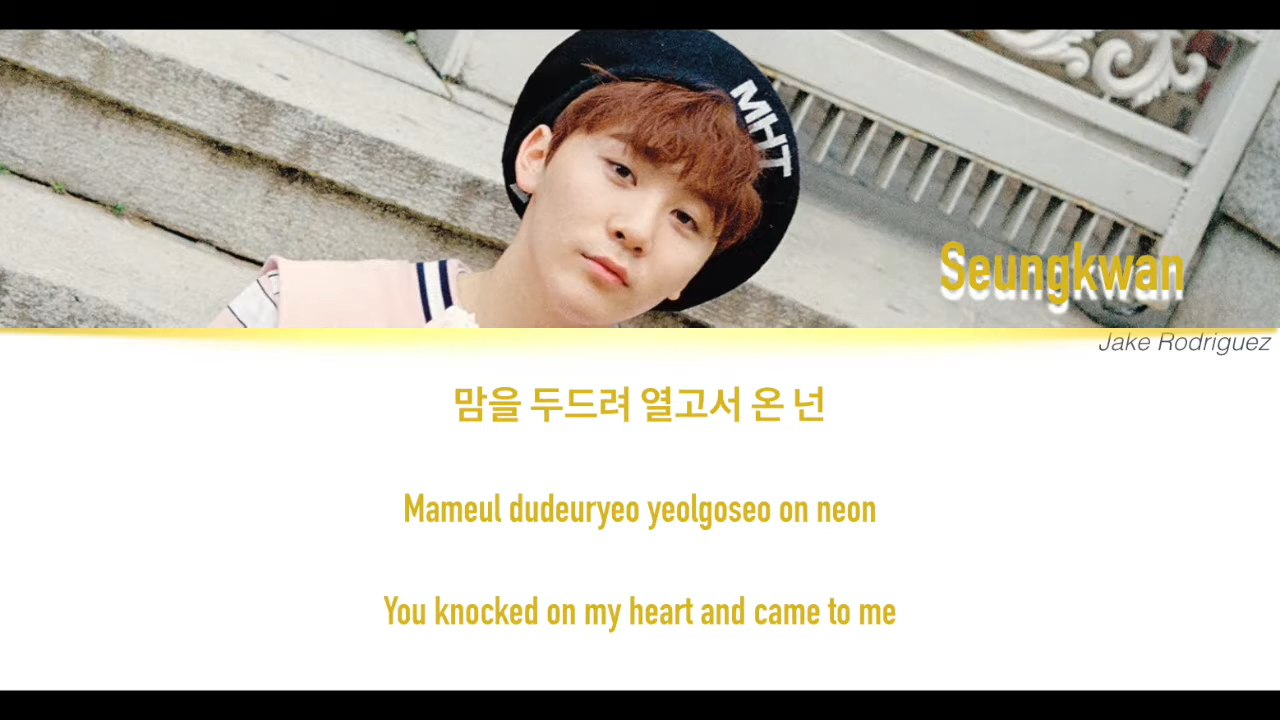 MHT
Seungkwan
Jake Rodriguez
맘을 두드려 열고서 온 넌
Mameul dudeuryeo yeolgoseo on neon
You knocked on my heart and came to me